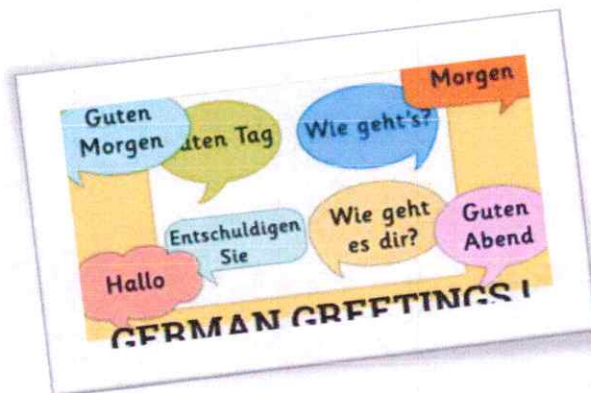 Guten
Morgen
uten Tag
Wie geht's?
Morgen
Entschuldigen
Sie
Wie geht
es dir?
Guten
Abend
Hallo
GERMAN GREETINGS !